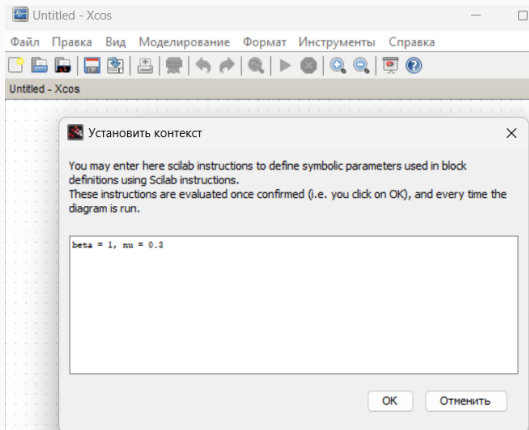 Untitled - Xcos
Файл Правка Вид Моделирование Формат Инструменты Справка
Untitled - Xcos
Установить контекст
You may enter here scilab instructions to define symbolic parameters used in block
definitions using Scilab instructions.
These instructions are evaluated once confirmed (i.e. you click on OK), and every time the
diagram is run.
beta = 1, nu = 0.3
OK Отменить